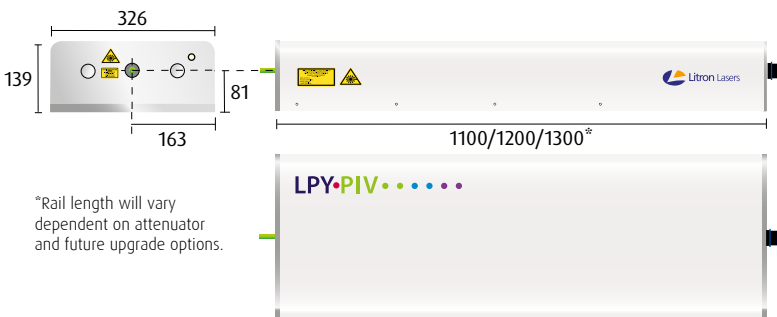 326
139
81
163
Litron Lasers
1100/1200/1300*
LPY•PIV
*Rail length will vary
dependent on attenuator
and future upgrade options.